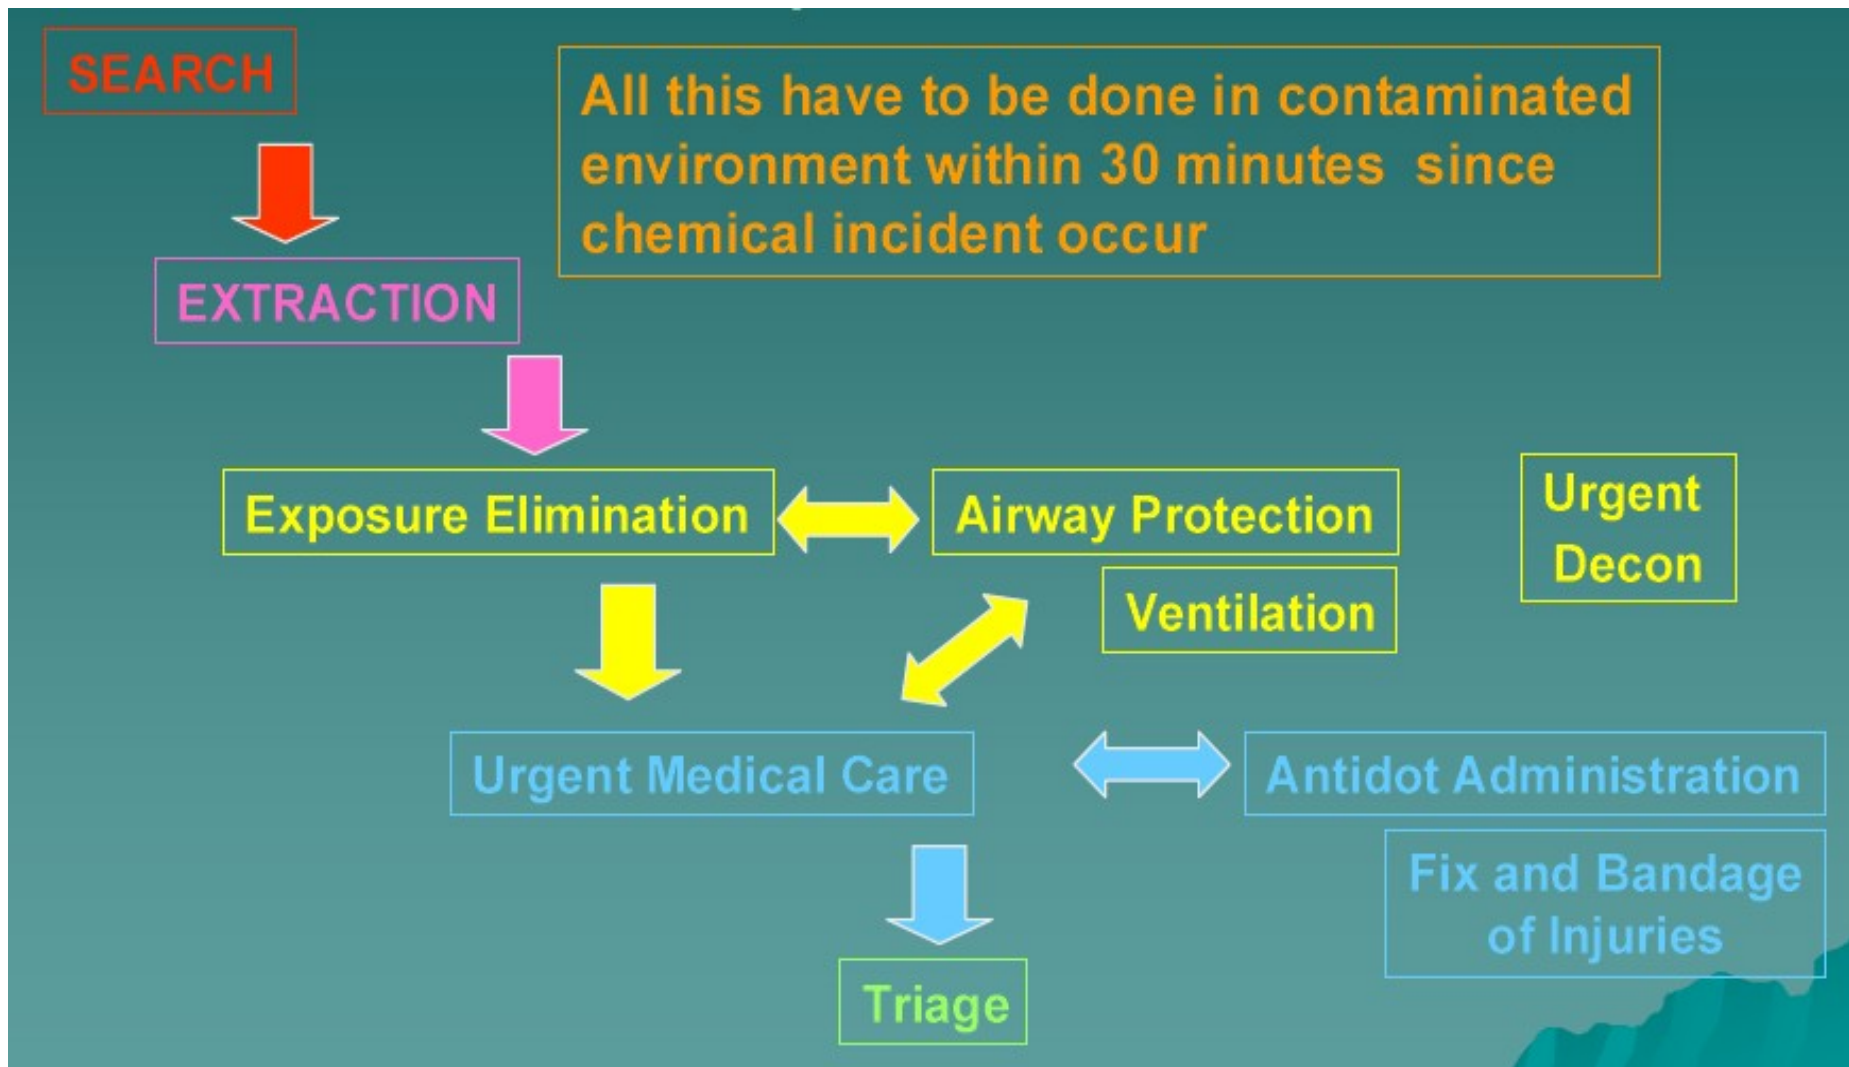 SEARCH
All this have to be done in contaminated
environment within 30 minutes since
chemical incident occur
EXTRACTION
Exposure Elimination
Airway Protection
Urgent
Decon
Ventilation
Urgent Medical Care
Antidot Administration
Fix and Bandage
of Injuries
Triage